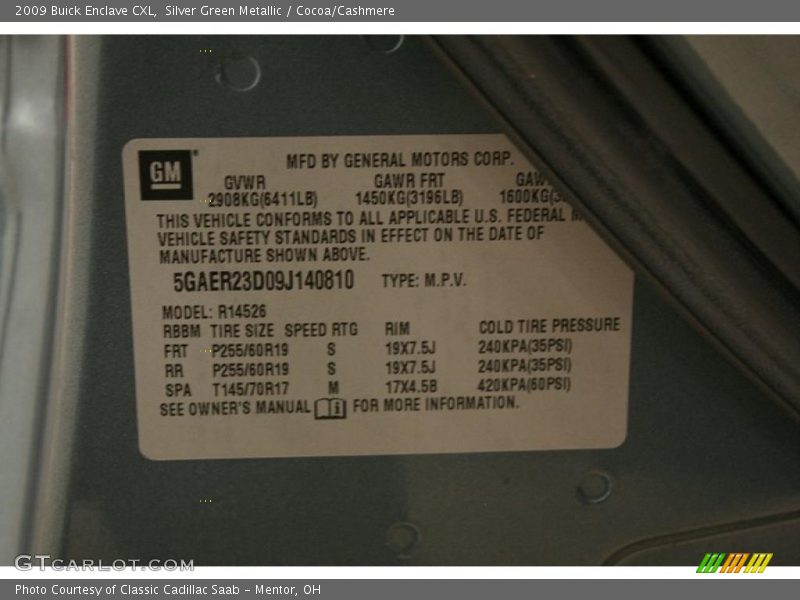 2009 Buick Enclave CXL, Silver Green Metallic / Cocoa/Cashmere
GM
MFD BY GENERAL MOTORS CORP.
GVWR GAWR FRT
2908KG(6411LB) 1450KG(3196LB) 1600KG
THIS VEHICLE CONFORMS TO ALL APPLICABLE U.S. FEDERAL
VEHICLE SAFETY STANDARDS IN EFFECT ON THE DATE OF
MANUFACTURE SHOWN ABOVE.
5GAER23D09J140810 TYPE: M.P.V.
MODEL: R14526
RBBM TIRE SIZE SPEED RTG RIM COLD TIRE PRESSURE
FRT P255/60R19 S 19X7.5J 240KPA(35PSI)
RR P255/60R19 S 19X7.5J 240KPA(35PSI)
SPA T145/70R17 M 17X4.5B 420KPA(60PSI)
SEE OWNER'S MANUAL FOR MORE INFORMATION.
GTcarlot.com
Photo Courtesy of Classic Cadillac Saab - Mentor, OH